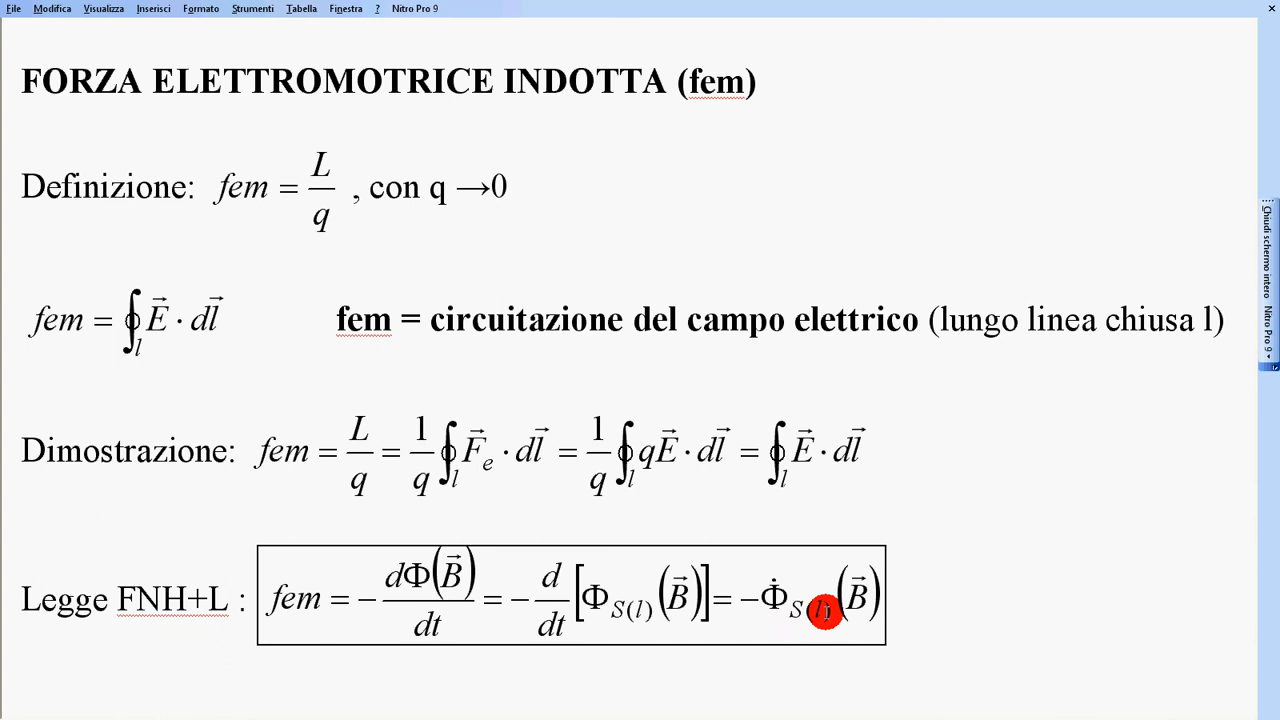 File Modifica Visualizza Inserisci Formato Strumenti Tabella Finestra ? Nitro Pro 9 ×
FORZA ELETTROMOTRICE INDOTTA (fem)
Definizione: fem = L/q , con q →0
fem = ∮_l E⃗ · dl⃗ fem = circuitazione del campo elettrico (lungo linea chiusa l)
Dimostrazione: fem = L/q = 1/q ∮_l F⃗_e · dl⃗ = 1/q ∮_l qE⃗ · dl⃗ = ∮_l E⃗ · dl⃗
Legge FNH+L : fem = − dΦ(B⃗)/dt = − d/dt [Φ_S(l) (B⃗)] = −Φ̇_S(l) (B⃗)
Chiudi schermo intero Nitro Pro 9